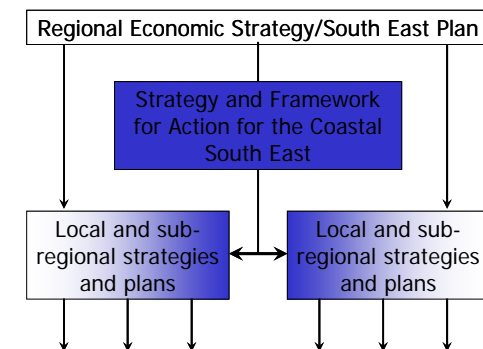 Regional Economic Strategy/South East Plan
Strategy and Framework
for Action for the Coastal
South East
Local and sub-
regional strategies
and plans
Local and sub-
regional strategies
and plans